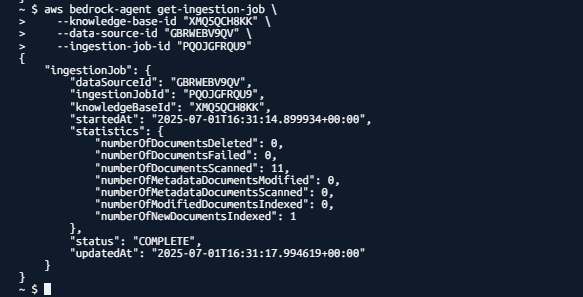 ~ $ aws bedrock-agent get-ingestion-job \
>     --knowledge-base-id "XMQ5QCH8KK" \
>     --data-source-id "GBRWEBV9QV" \
>     --ingestion-job-id "PQOJGFRQU9"
{
    "ingestionJob": {
        "dataSourceId": "GBRWEBV9QV",
        "ingestionJobId": "PQOJGFRQU9",
        "knowledgeBaseId": "XMQ5QCH8KK",
        "startedAt": "2025-07-01T16:31:14.899934+00:00",
        "statistics": {
            "numberOfDocumentsDeleted": 0,
            "numberOfDocumentsFailed": 0,
            "numberOfDocumentsScanned": 11,
            "numberOfMetadataDocumentsModified": 0,
            "numberOfMetadataDocumentsScanned": 0,
            "numberOfModifiedDocumentsIndexed": 0,
            "numberOfNewDocumentsIndexed": 1
        },
        "status": "COMPLETE",
        "updatedAt": "2025-07-01T16:31:17.994619+00:00"
    }
}
~ $